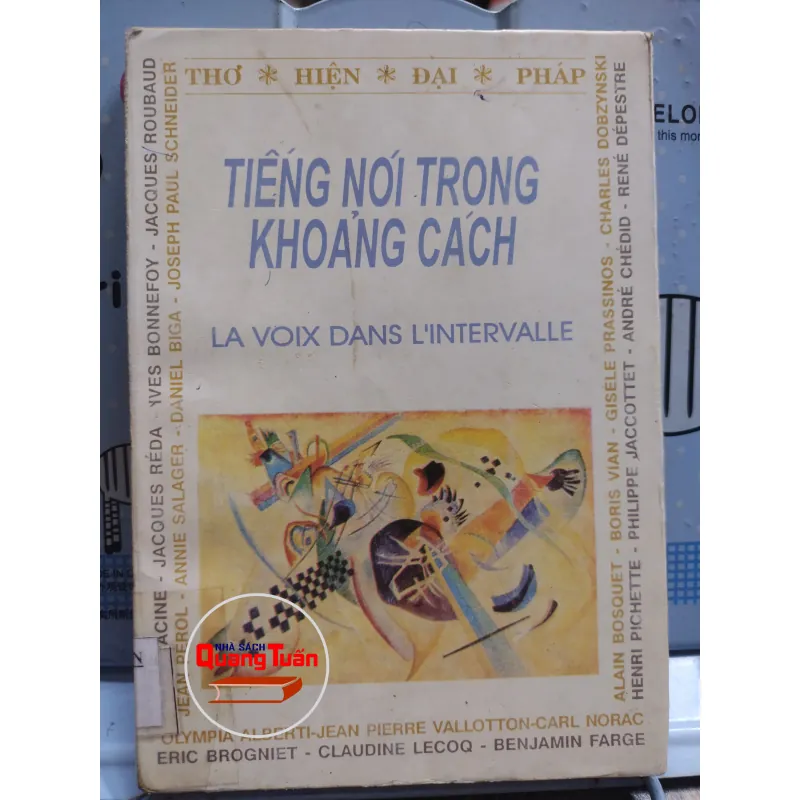 THƠ * HIỆN * ĐẠI * PHÁP
TIẾNG NÓI TRONG
KHOẢNG CÁCH
LA VOIX DANS L'INTERVALLE
ACINE - JACQUES RÉDA - YVES BONNEFOY - JACQUES ROUBAUD
JEAN PEROL - ANNIE SALAGER - DANIEL BIGA - JOSEPH PAUL SCHNEIDER
ALAIN BOSQUET - BORIS VIAN - GISÈLE PRASSINOS - CHARLES DOBZYNSKI
HENRI PICHETTE - PHILIPPE JACCOTTET - ANDRÉ CHÉDID - RENÉ DÉPESTRE
NHÀ SÁCH
Quang Tuấn
OLYMPIA ALBERTI-JEAN PIERRE VALLOTTON-CARL NORAC
ERIC BROGNIET - CLAUDINE LECOQ - BENJAMIN FARGE
ELO
this mor
N